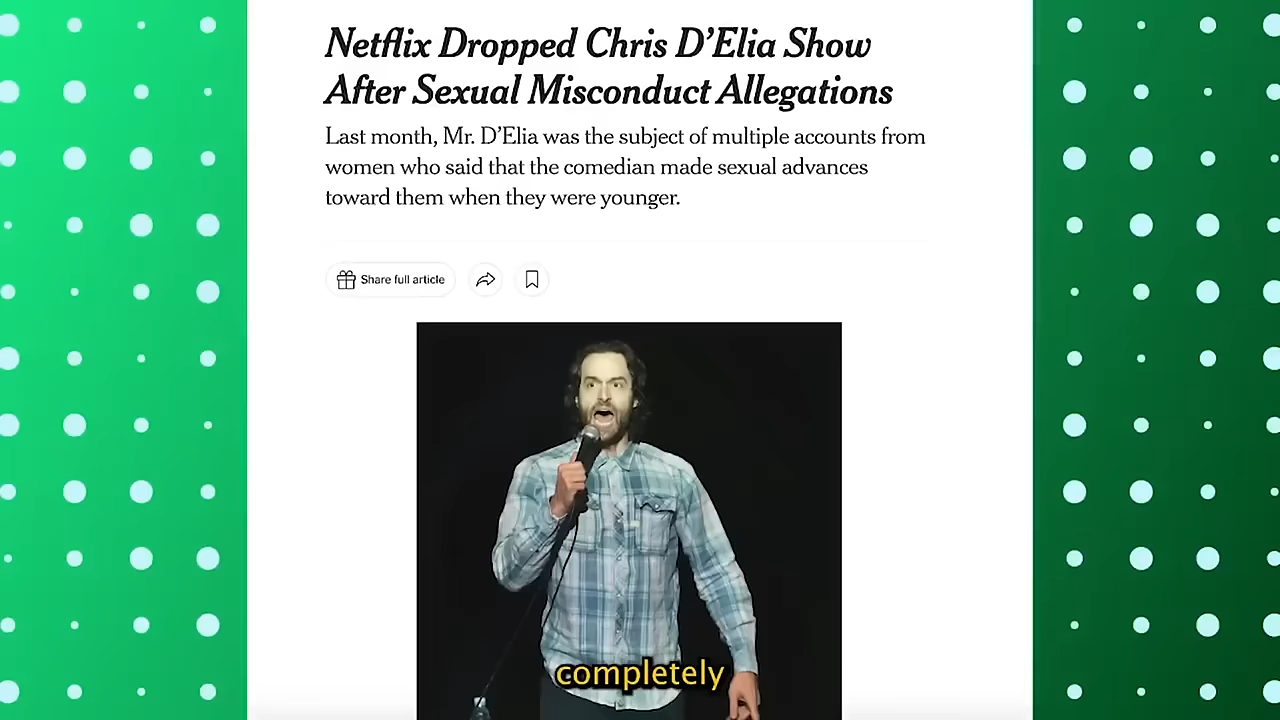 Netflix Dropped Chris D’Elia Show
After Sexual Misconduct Allegations
Last month, Mr. D’Elia was the subject of multiple accounts from
women who said that the comedian made sexual advances
toward them when they were younger.
Share full article
completely